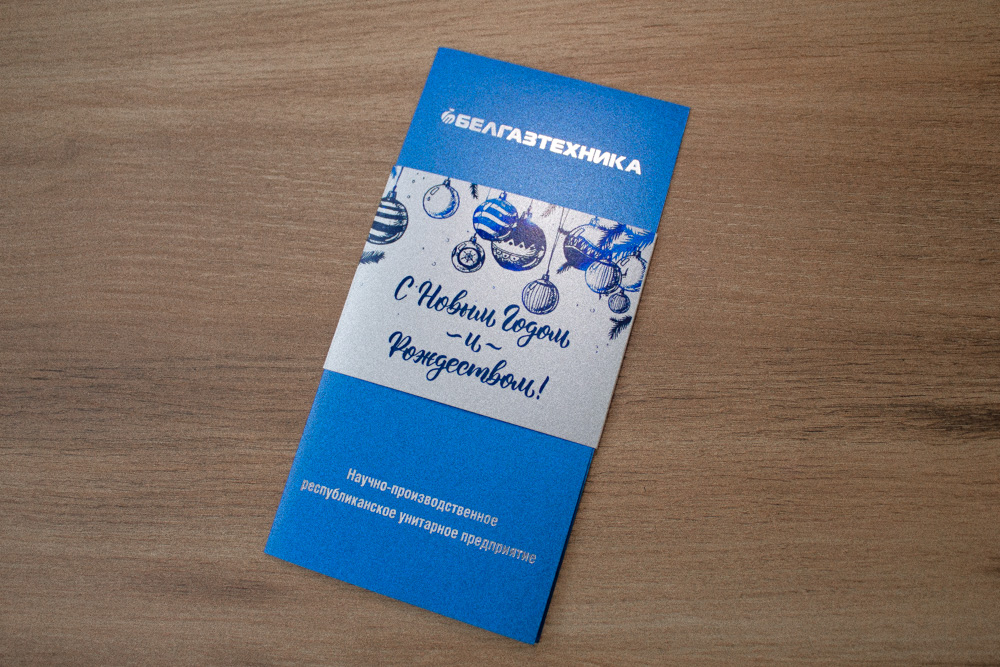 БЕЛГАЗТЕХНИКА
С Новым Годом
~и~
Рождеством!
Научно-производственное
республиканское унитарное предприятие